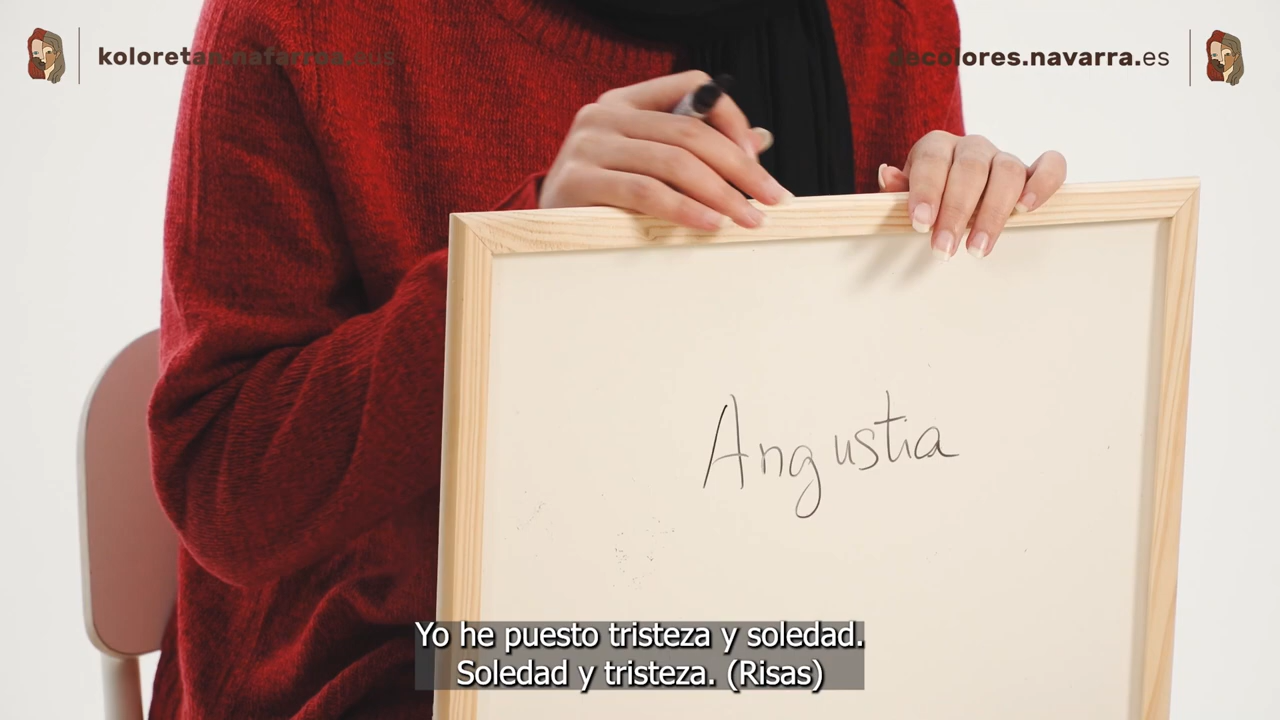 koloretan.nafarroa.eus
decolores.navarra.es
Angustia
Yo he puesto tristeza y soledad.
Soledad y tristeza. (Risas)